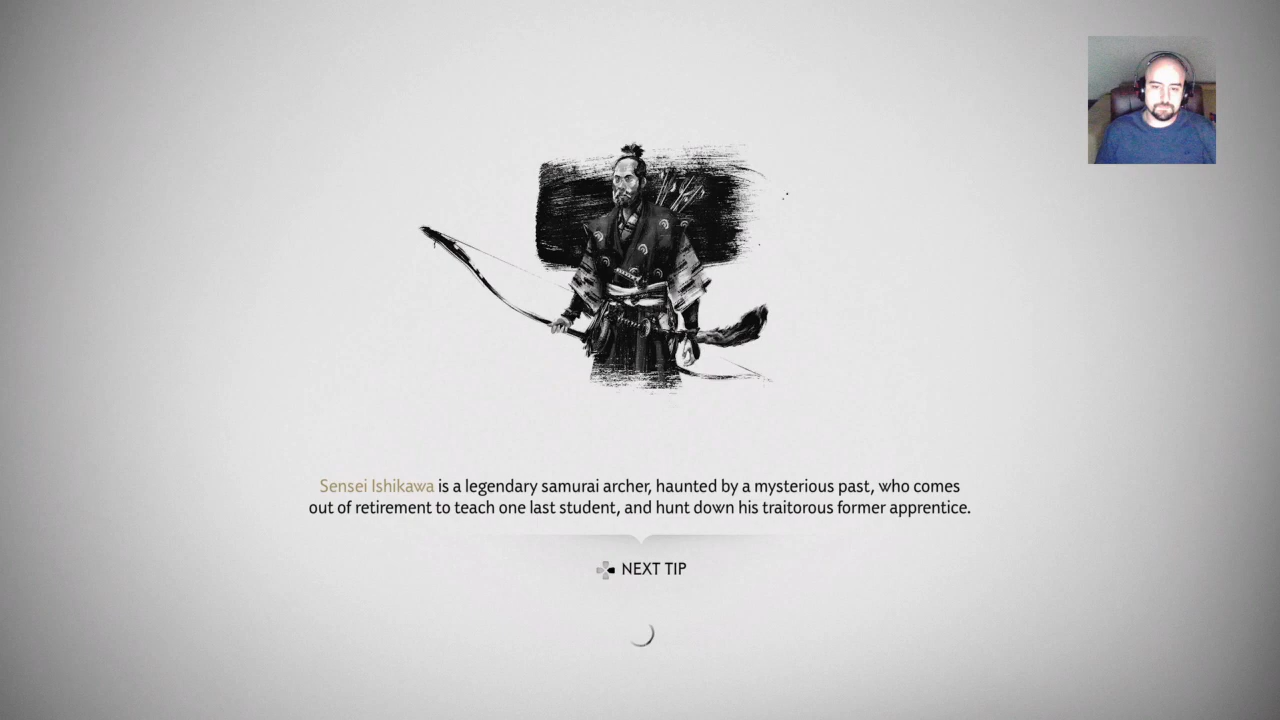 Sensei Ishikawa is a legendary samurai archer, haunted by a mysterious past, who comes
out of retirement to teach one last student, and hunt down his traitorous former apprentice.
NEXT TIP